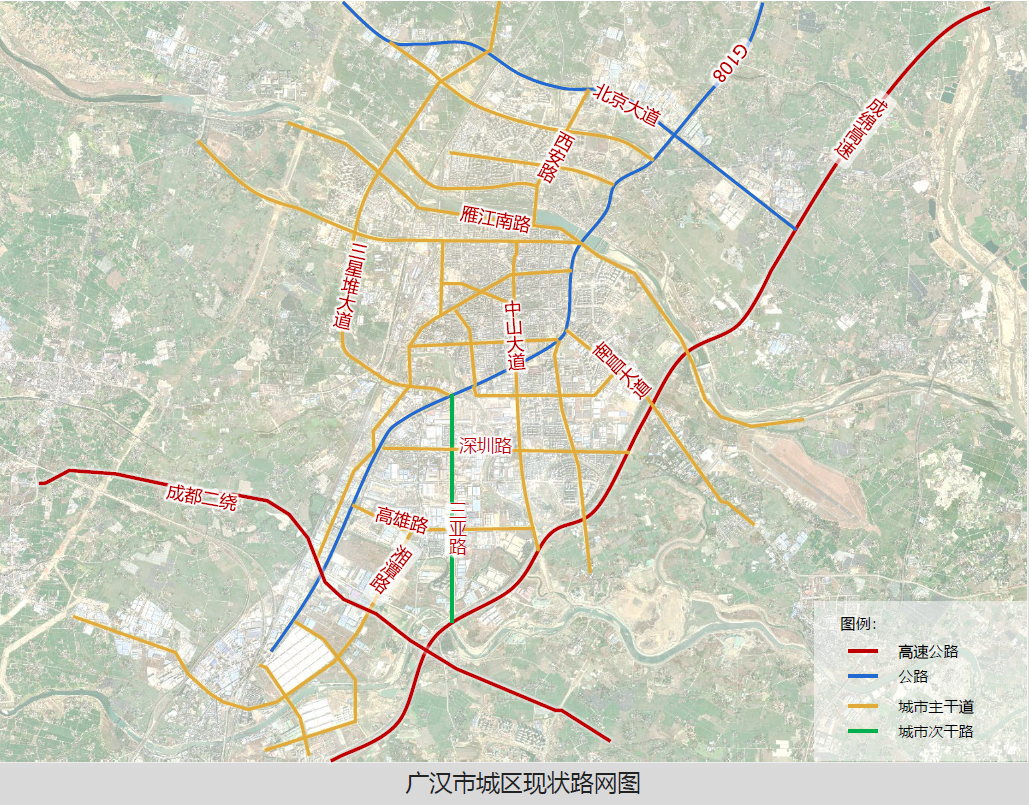 G108
北京大道
成绵高速
西安路
雁江南路
三星堆大道
中山大道
南昌大道
深圳路
成都二绕
高雄路
三亚路
湘潭路
图例：
高速公路
公路
城市主干道
城市次干路
广汉市城区现状路网图